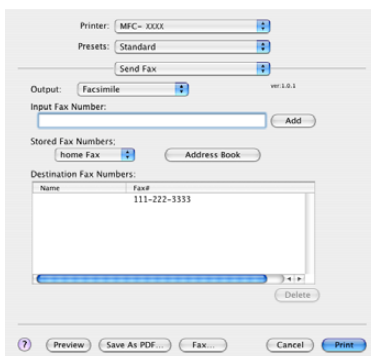 Printer: MFC- XXXX
Presets: Standard
Send Fax
Output: Facsimile ver:1.0.1
Input Fax Number:
Add
Stored Fax Numbers;
home Fax Address Book
Destination Fax Numbers:
Name Fax#
111-222-3333
Delete
? Preview Save As PDF... Fax... Cancel Print